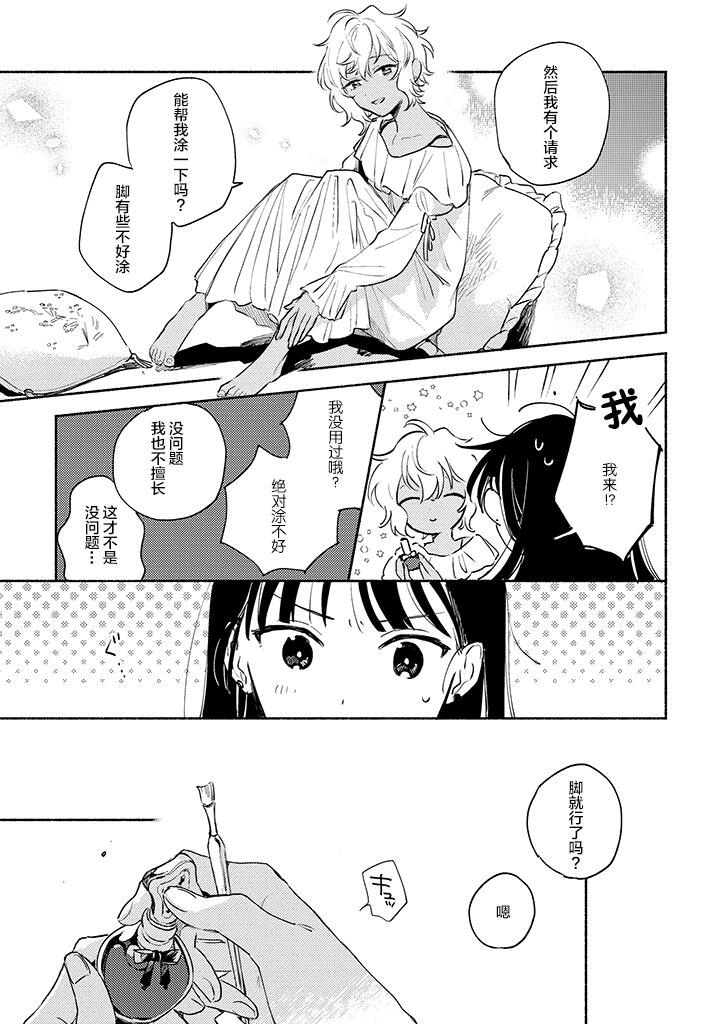 然后我有个请求
能帮我涂一下吗？
脚有些不好涂
我
我来!?
我没用过哦？
绝对涂不好
没问题
我也不擅长
这才不是
没问题…
脚就行了吗？
嗯
キュッ